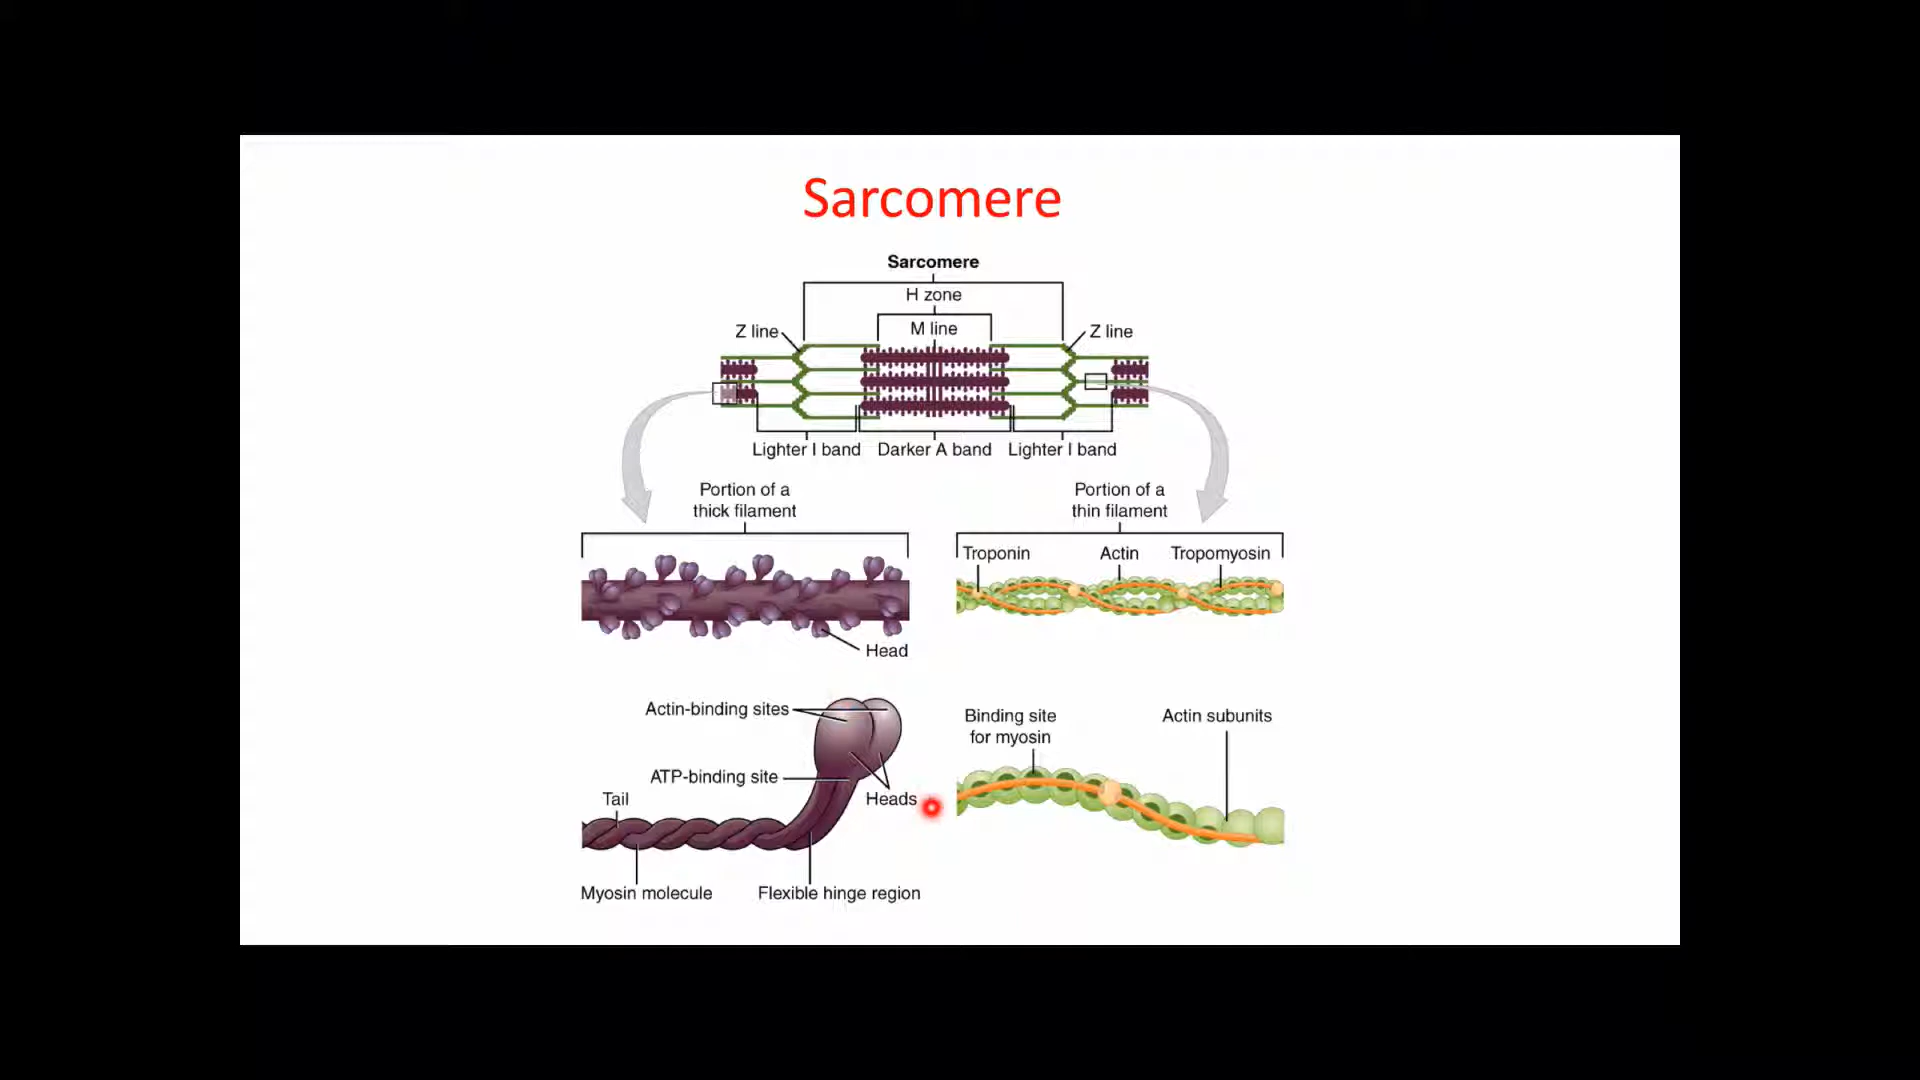 Sarcomere
Sarcomere
H zone
Z line
M line
Z line
Lighter I band
Darker A band
Lighter I band
Portion of a
thick filament
Portion of a
thin filament
Troponin
Actin
Tropomyosin
Head
Actin-binding sites
ATP-binding site
Heads
Tail
Myosin molecule
Flexible hinge region
Binding site
for myosin
Actin subunits